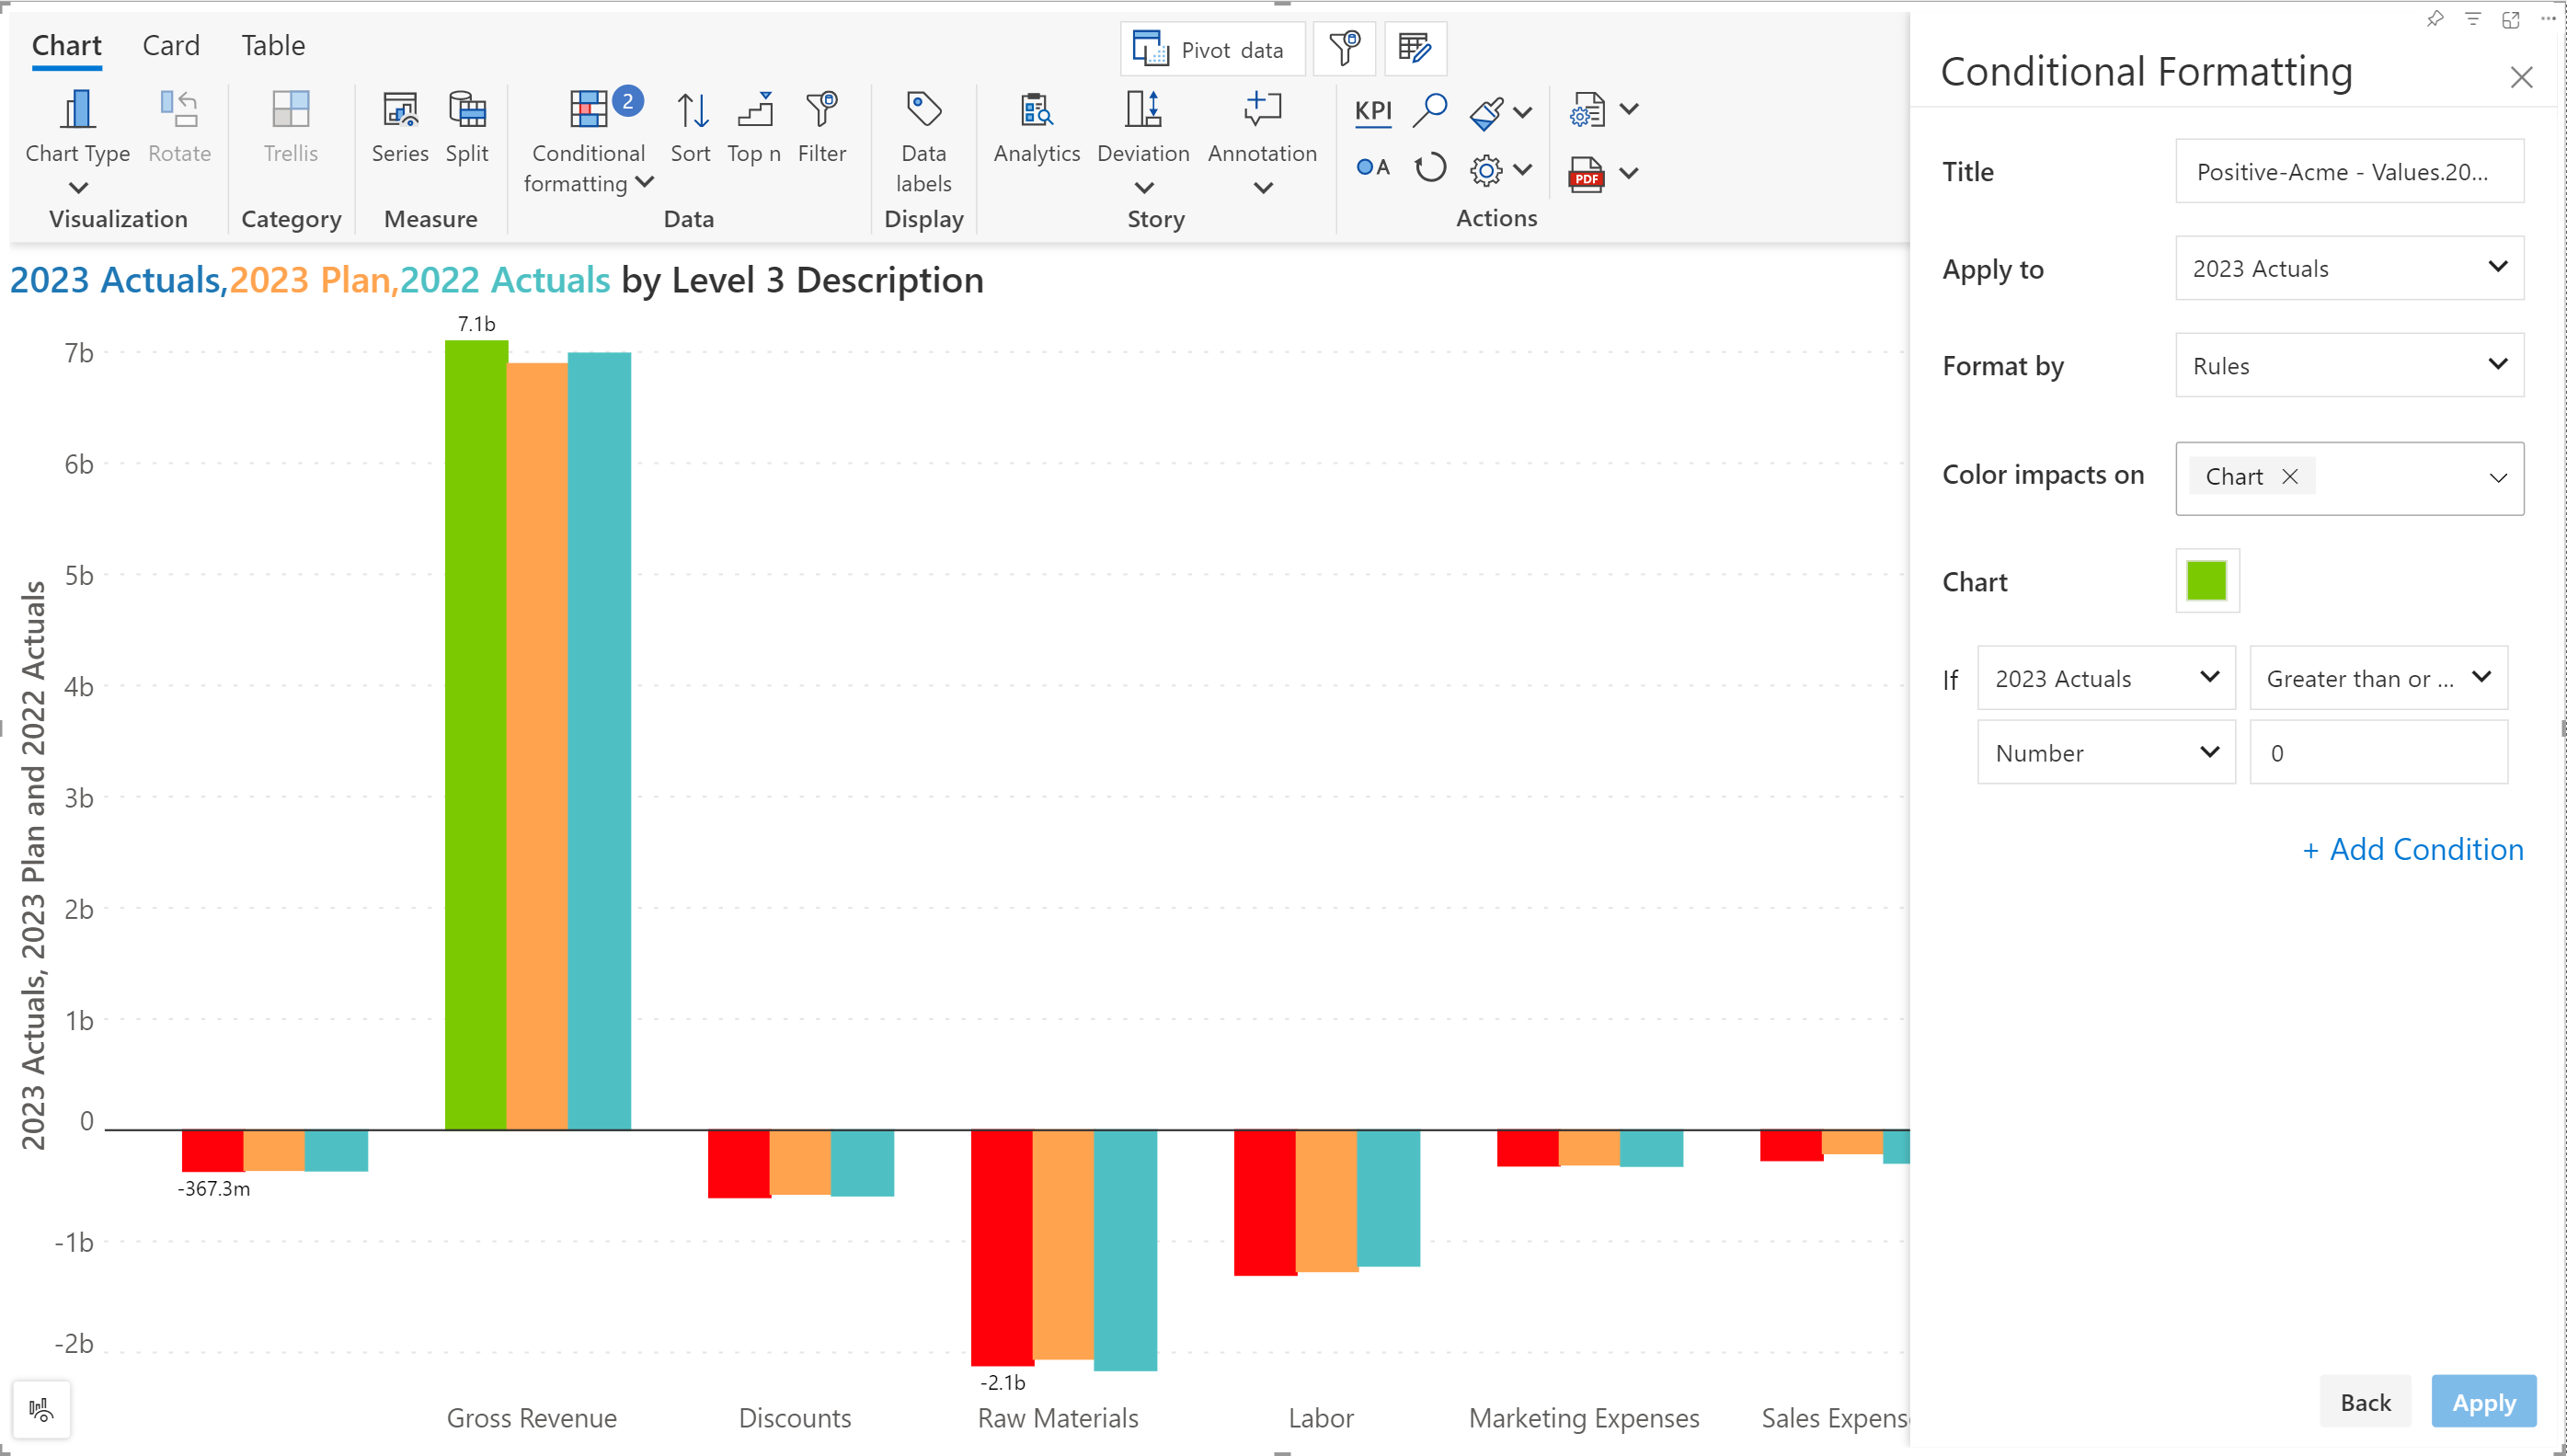 Chart Card Table
Pivot data
Chart Type Rotate
Trellis
Series Split
Conditional formatting 2 Sort Top n Filter
Data labels
Analytics Deviation Annotation
KPI
A
PDF
Visualization Category Measure Data Display Story Actions
2023 Actuals,2023 Plan,2022 Actuals by Level 3 Description
2023 Actuals, 2023 Plan and 2022 Actuals
7b
6b
5b
4b
3b
2b
1b
0
-1b
-2b
7.1b
-367.3m
-2.1b
Gross Revenue Discounts Raw Materials Labor Marketing Expenses Sales Expens
Conditional Formatting
Title Positive-Acme - Values.20...
Apply to 2023 Actuals
Format by Rules
Color impacts on Chart
Chart
If 2023 Actuals Greater than or ...
Number 0
+ Add Condition
Back Apply